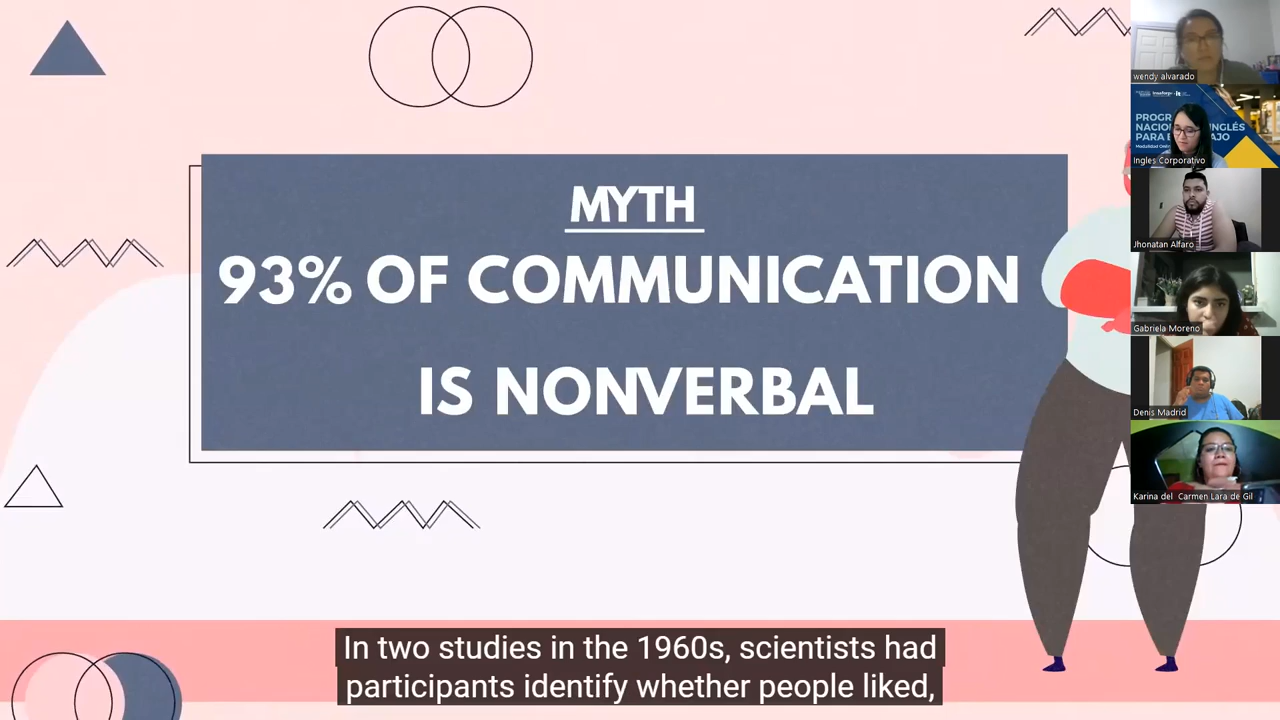 MYTH
93% OF COMMUNICATION
IS NONVERBAL
In two studies in the 1960s, scientists had
participants identify whether people liked,
wendy alvarado
Ingles Corporativo
Jhonatan Alfaro
Gabriela Moreno
Denis Madrid
Karina del Carmen Lara de Gil